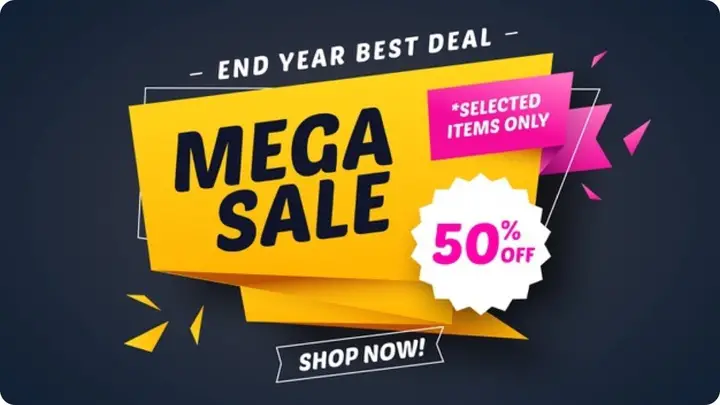 – END YEAR BEST DEAL –
*SELECTED
ITEMS ONLY
MEGA
SALE
50%
OFF
SHOP NOW!